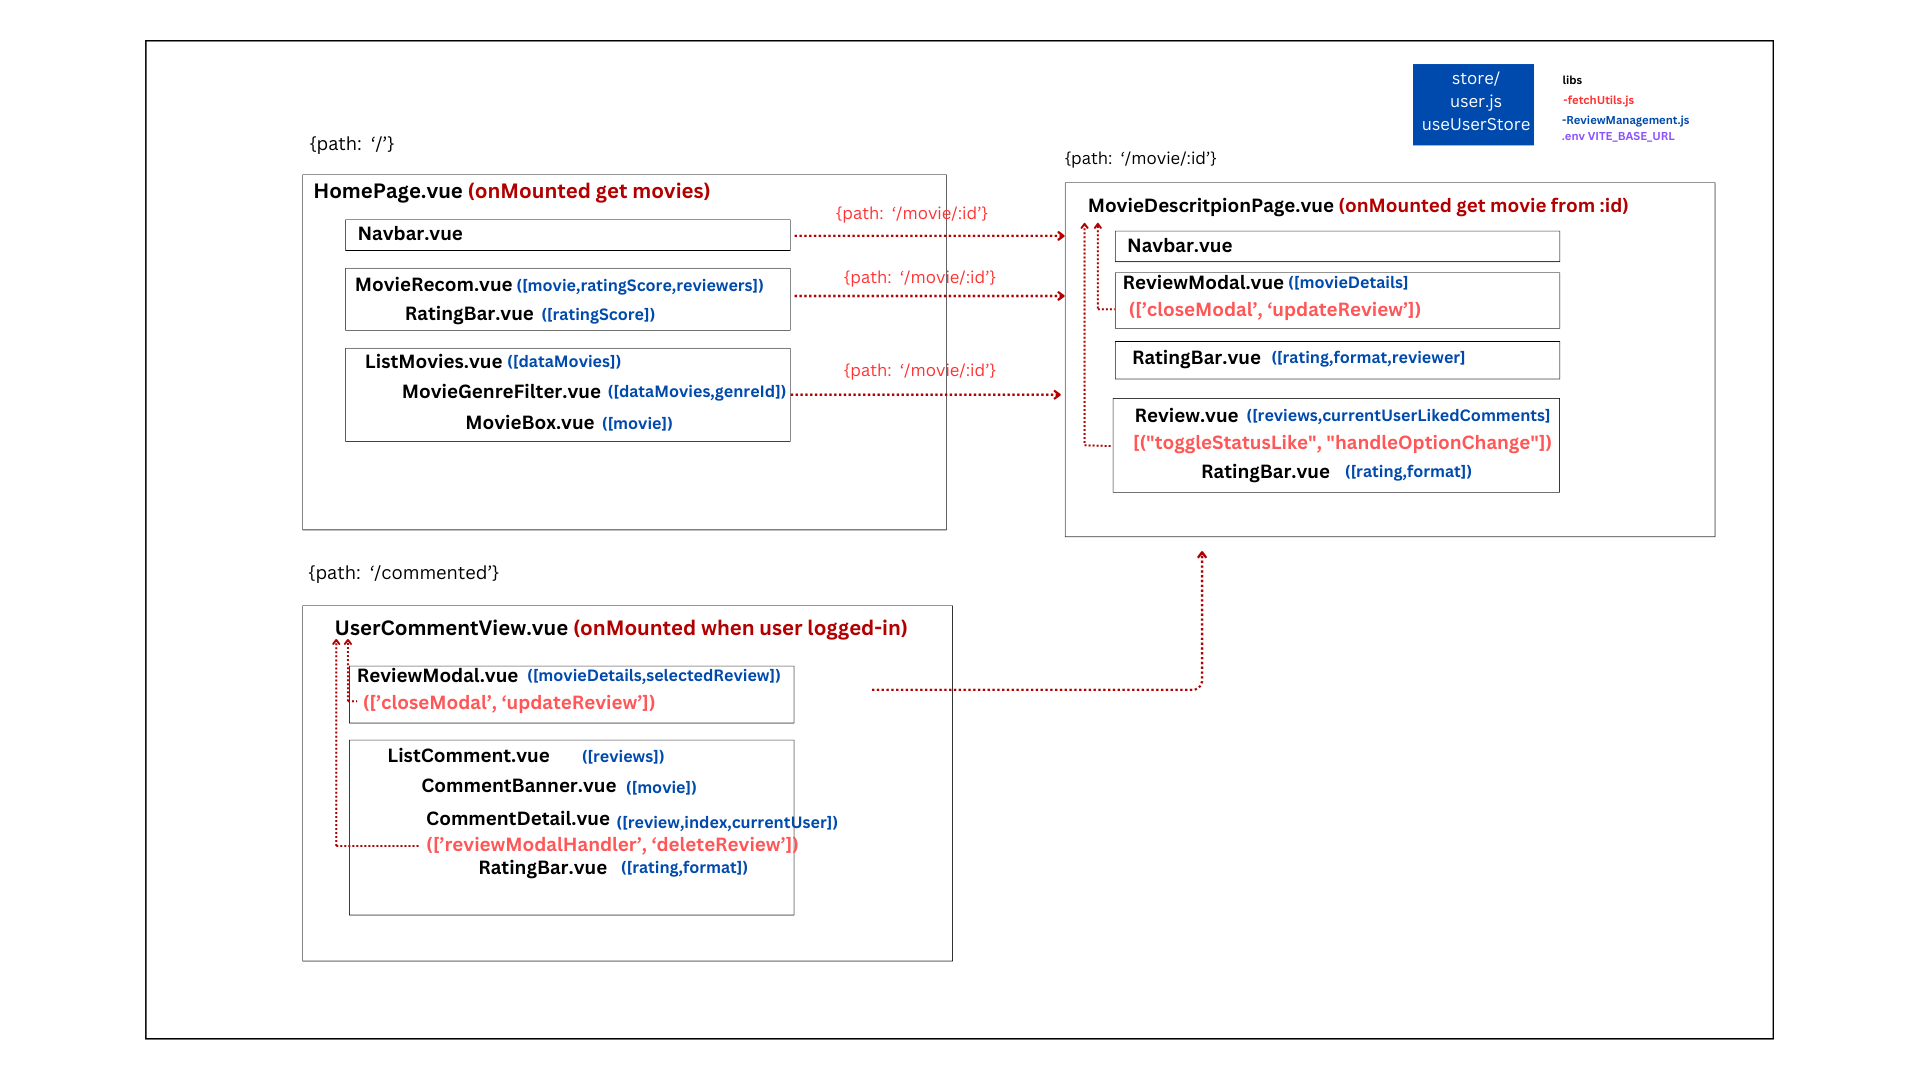 store/
user.js
useUserStore
libs
-fetchUtils.js
-ReviewManagement.js
.env VITE_BASE_URL
{path: ‘/’}
HomePage.vue (onMounted get movies)
Navbar.vue
MovieRecom.vue ([movie,ratingScore,reviewers])
RatingBar.vue ([ratingScore])
ListMovies.vue ([dataMovies])
MovieGenreFilter.vue ([dataMovies,genreId])
MovieBox.vue ([movie])
{path: ‘/movie/:id’}
{path: ‘/movie/:id’}
{path: ‘/movie/:id’}
{path: ‘/movie/:id’}
MovieDescritpionPage.vue (onMounted get movie from :id)
Navbar.vue
ReviewModal.vue ([movieDetails]
([’closeModal’, ‘updateReview’])
RatingBar.vue ([rating,format,reviewer]
Review.vue ([reviews,currentUserLikedComments]
[("toggleStatusLike", "handleOptionChange"])
RatingBar.vue ([rating,format])
{path: ‘/commented’}
UserCommentView.vue (onMounted when user logged-in)
ReviewModal.vue ([movieDetails,selectedReview])
([’closeModal’, ‘updateReview’])
ListComment.vue ([reviews])
CommentBanner.vue ([movie])
CommentDetail.vue ([review,index,currentUser])
([’reviewModalHandler’, ‘deleteReview’])
RatingBar.vue ([rating,format])